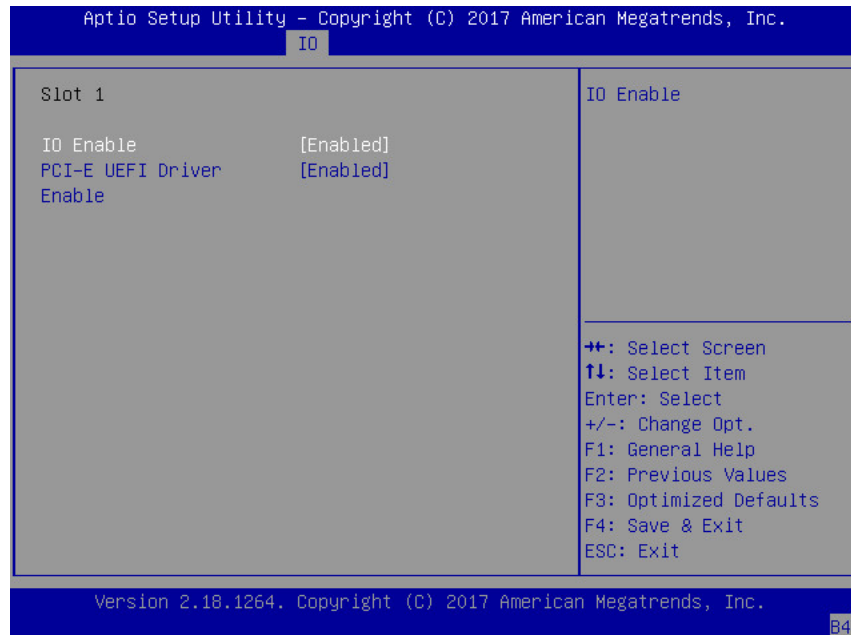 Aptio Setup Utility – Copyright (C) 2017 American Megatrends, Inc.
IO
Slot 1
IO Enable [Enabled]
PCI-E UEFI Driver [Enabled]
Enable
IO Enable
→←: Select Screen
↑↓: Select Item
Enter: Select
+/-: Change Opt.
F1: General Help
F2: Previous Values
F3: Optimized Defaults
F4: Save & Exit
ESC: Exit
Version 2.18.1264. Copyright (C) 2017 American Megatrends, Inc.
B4